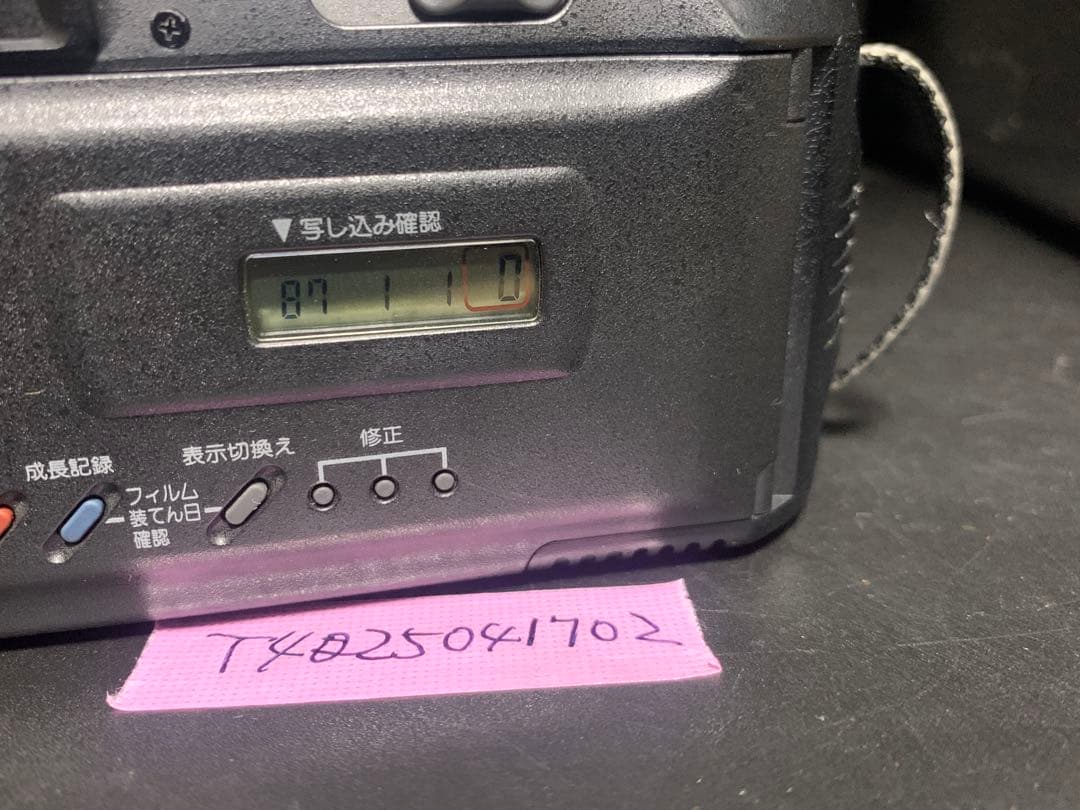 ▼写し込み確認
87 1 1 0
成長記録
フィルム
装てん日
確認
表示切換え
修正
T4025041702